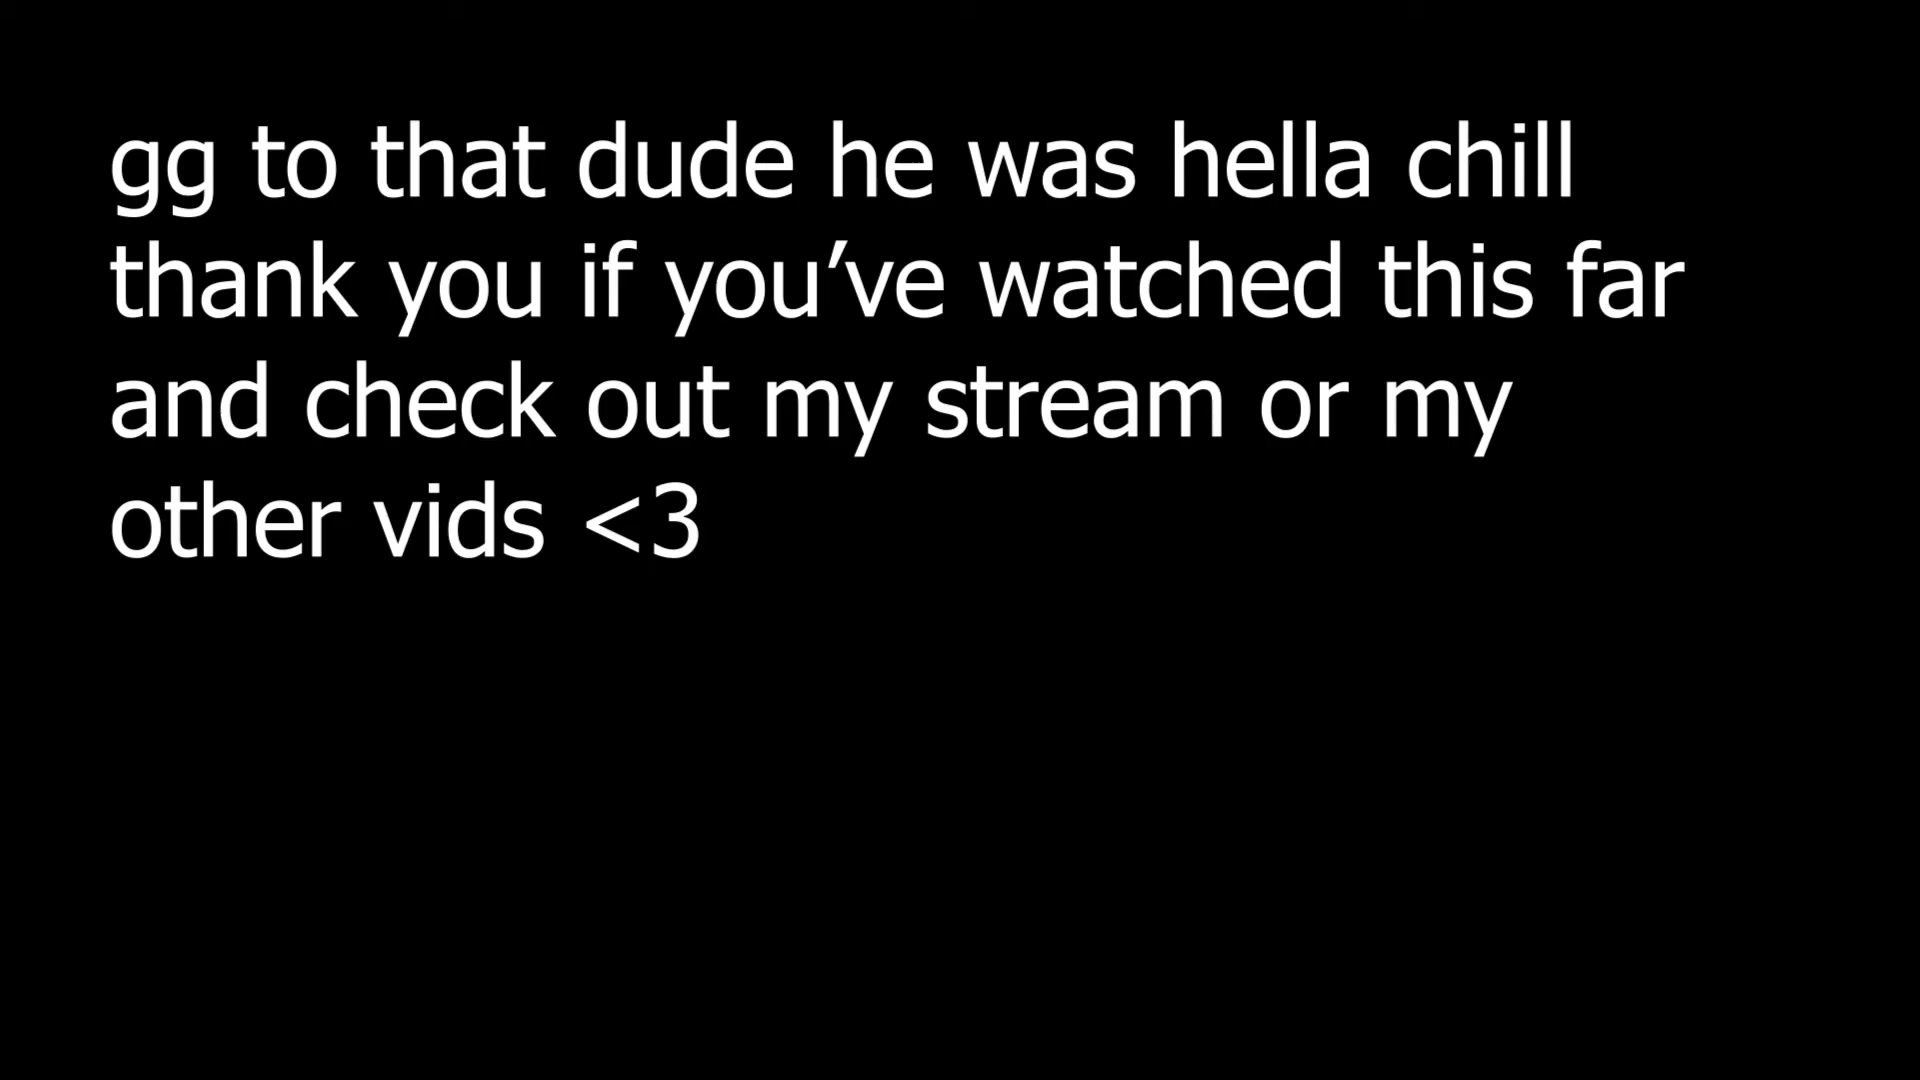 gg to that dude he was hella chill
thank you if you’ve watched this far
and check out my stream or my
other vids <3